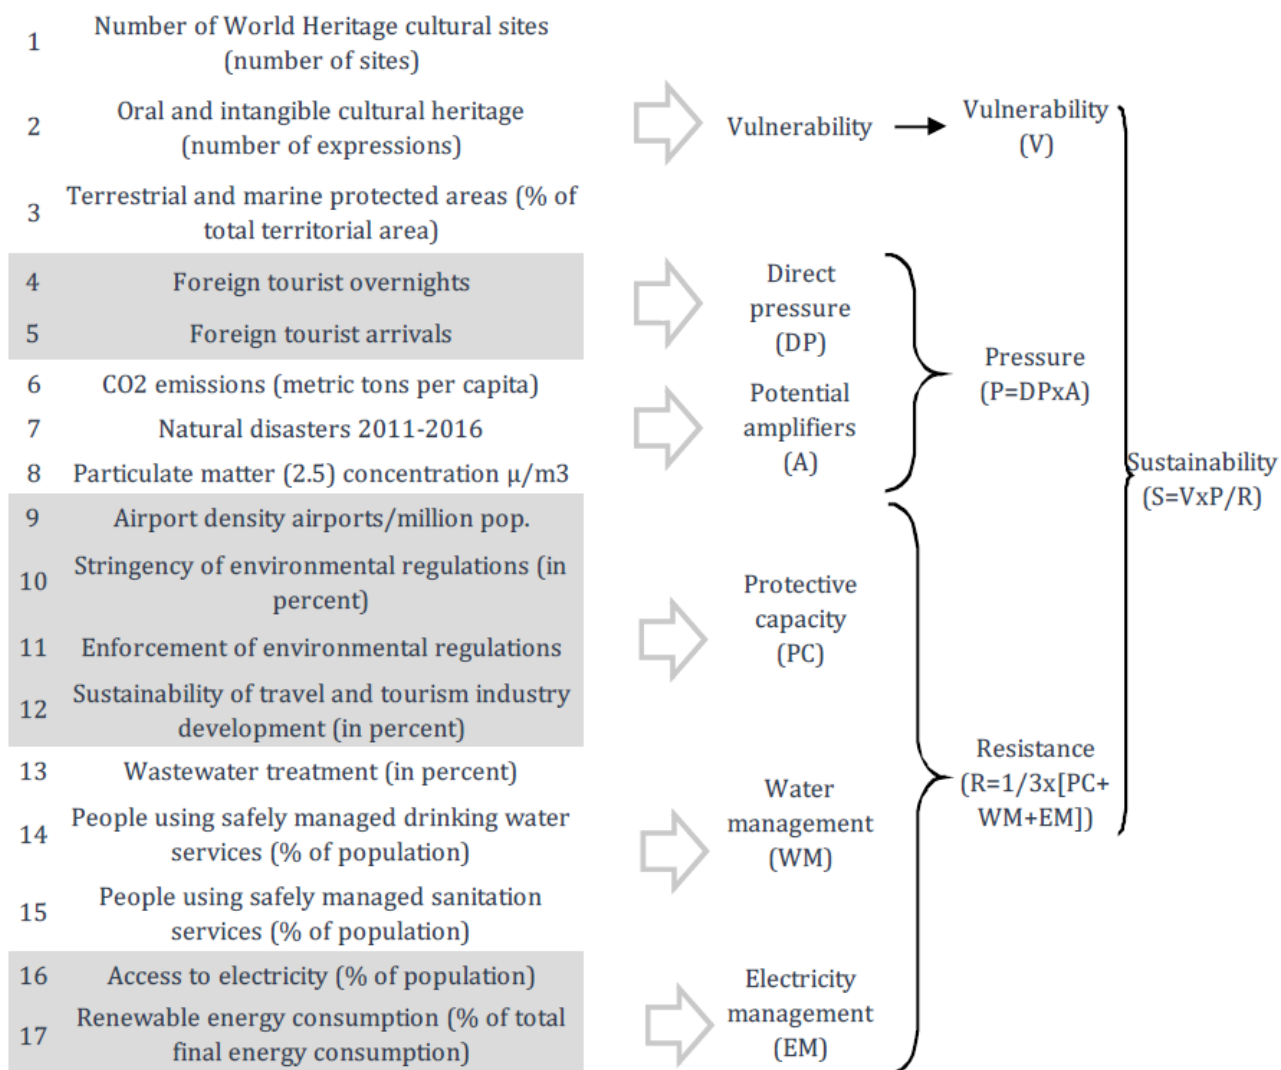 1
Number of World Heritage cultural sites
(number of sites)
2
Oral and intangible cultural heritage
(number of expressions)
3
Terrestrial and marine protected areas (% of
total territorial area)
4
Foreign tourist overnights
5
Foreign tourist arrivals
6
CO2 emissions (metric tons per capita)
7
Natural disasters 2011-2016
8
Particulate matter (2.5) concentration µ/m3
9
Airport density airports/million pop.
10
Stringency of environmental regulations (in
percent)
11
Enforcement of environmental regulations
12
Sustainability of travel and tourism industry
development (in percent)
13
Wastewater treatment (in percent)
14
People using safely managed drinking water
services (% of population)
15
People using safely managed sanitation
services (% of population)
16
Access to electricity (% of population)
17
Renewable energy consumption (% of total
final energy consumption)
Vulnerability
Direct
pressure
(DP)
Potential
amplifiers
(A)
Protective
capacity
(PC)
Water
management
(WM)
Electricity
management
(EM)
Vulnerability
(V)
Pressure
(P=DPxA)
Resistance
(R=1/3x[PC+
WM+EM])
Sustainability
(S=VxP/R)